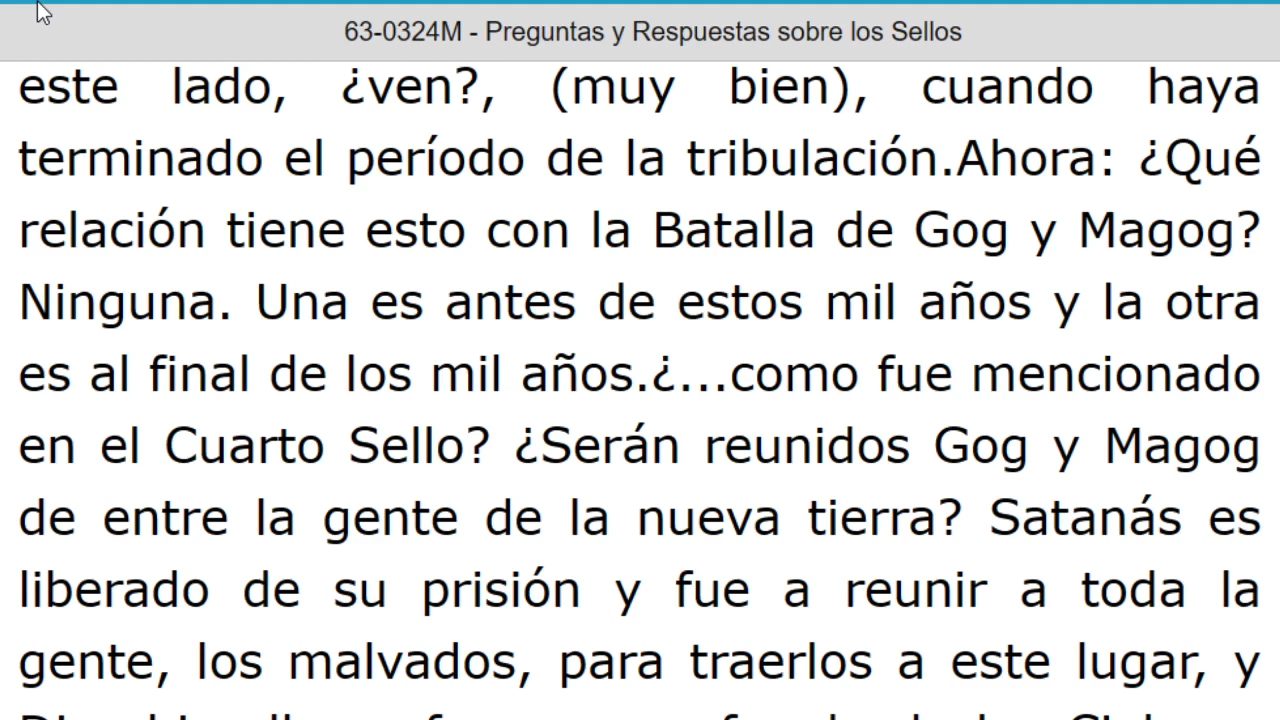 63-0324M - Preguntas y Respuestas sobre los Sellos
este lado, ¿ven?, (muy bien), cuando haya
terminado el período de la tribulación.Ahora: ¿Qué
relación tiene esto con la Batalla de Gog y Magog?
Ninguna. Una es antes de estos mil años y la otra
es al final de los mil años.¿...como fue mencionado
en el Cuarto Sello? ¿Serán reunidos Gog y Magog
de entre la gente de la nueva tierra? Satanás es
liberado de su prisión y fue a reunir a toda la
gente, los malvados, para traerlos a este lugar, y